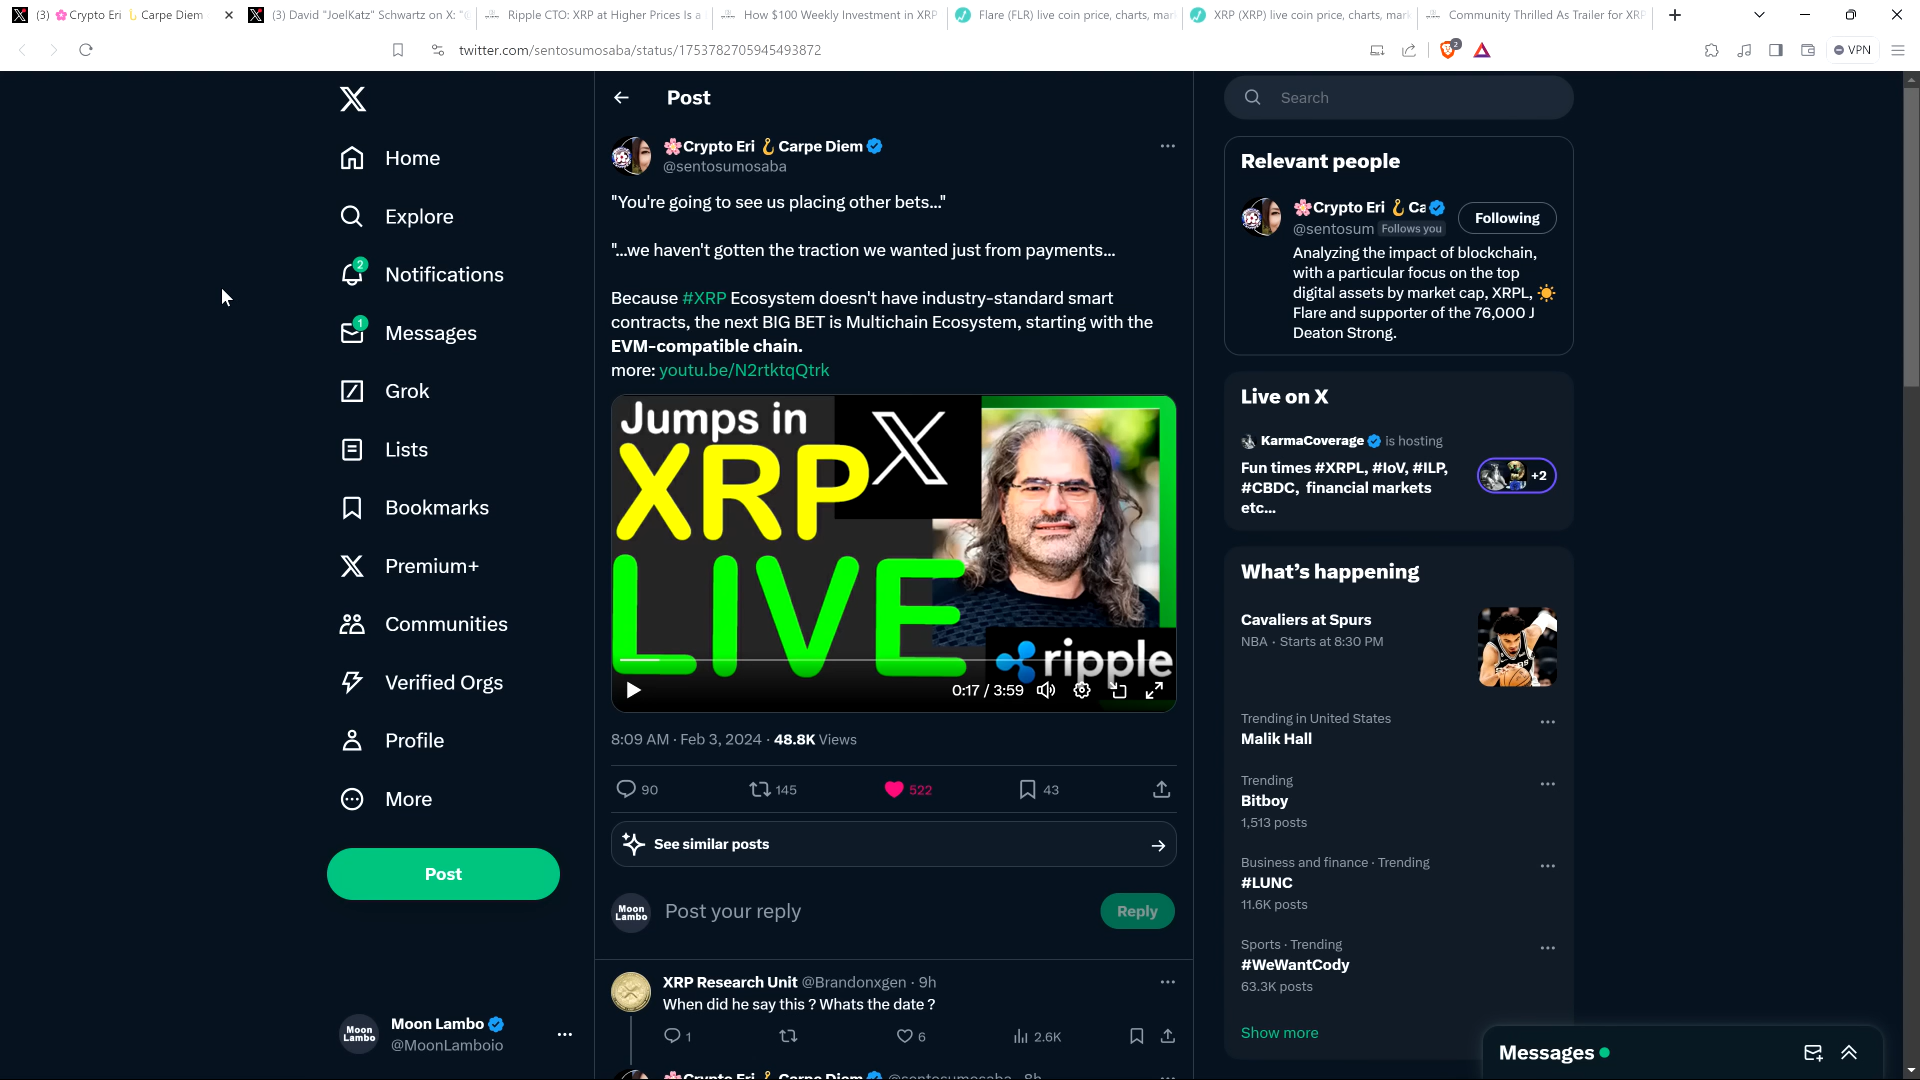 (3) 🌸Crypto Eri 🪝Carpe Diem
(3) David "JoelKatz" Schwartz on X: "
Ripple CTO: XRP at Higher Prices Is a
How $100 Weekly Investment in XRP
Flare (FLR) live coin price, charts, mar
XRP (XRP) live coin price, charts, mark
Community Thrilled As Trailer for XRP
twitter.com/sentosumosaba/status/1753782705945493872
2
VPN
Home
Explore
2
Notifications
1
Messages
Grok
Lists
Bookmarks
Premium+
Communities
Verified Orgs
Profile
More
Post
Moon Lambo
Moon Lambo
@MoonLamboio
Post
🌸Crypto Eri 🪝Carpe Diem
@sentosumosaba
"You're going to see us placing other bets..."
"...we haven't gotten the traction we wanted just from payments...
Because #XRP Ecosystem doesn't have industry-standard smart
contracts, the next BIG BET is Multichain Ecosystem, starting with the
EVM-compatible chain.
more: youtu.be/N2rtktqQtrk
Jumps in
X
XRP
LIVE
ripple
0:17 / 3:59
8:09 AM · Feb 3, 2024 · 48.8K Views
90
145
522
43
See similar posts
Moon Lambo
Post your reply
Reply
XRP Research Unit @Brandonxgen · 9h
When did he say this ? Whats the date ?
1
6
2.6K
🌸Crypto Eri 🪝Carpe Diem @sentosumosaba · 8h
Search
Relevant people
🌸Crypto Eri 🪝Ca
Following
@sentosum Follows you
Analyzing the impact of blockchain,
with a particular focus on the top
digital assets by market cap, XRPL, ☀️
Flare and supporter of the 76,000 J
Deaton Strong.
Live on X
KarmaCoverage is hosting
Fun times #XRPL, #IoV, #ILP,
#CBDC, financial markets
etc...
+2
What's happening
Cavaliers at Spurs
NBA · Starts at 8:30 PM
Trending in United States
Malik Hall
Trending
Bitboy
1,513 posts
Business and finance · Trending
#LUNC
11.6K posts
Sports · Trending
#WeWantCody
63.3K posts
Show more
Messages